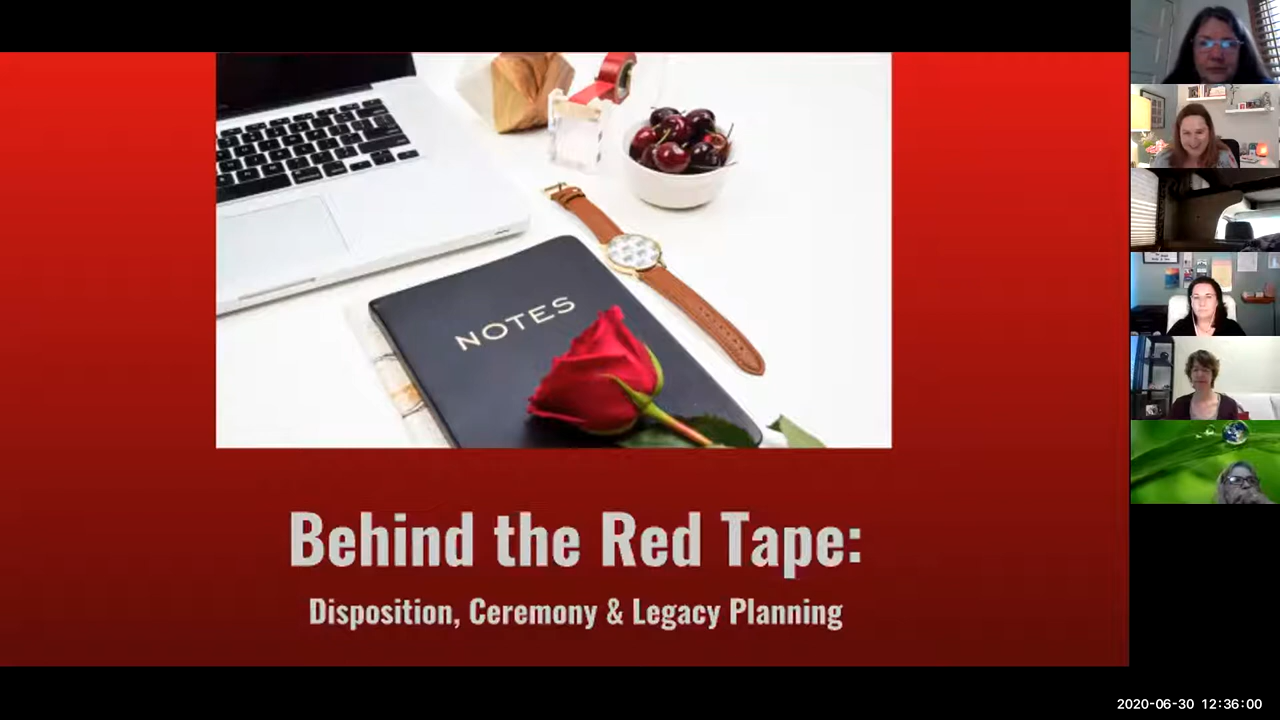 NOTES
Behind the Red Tape:
Disposition, Ceremony & Legacy Planning
2020-06-30 12:36:00